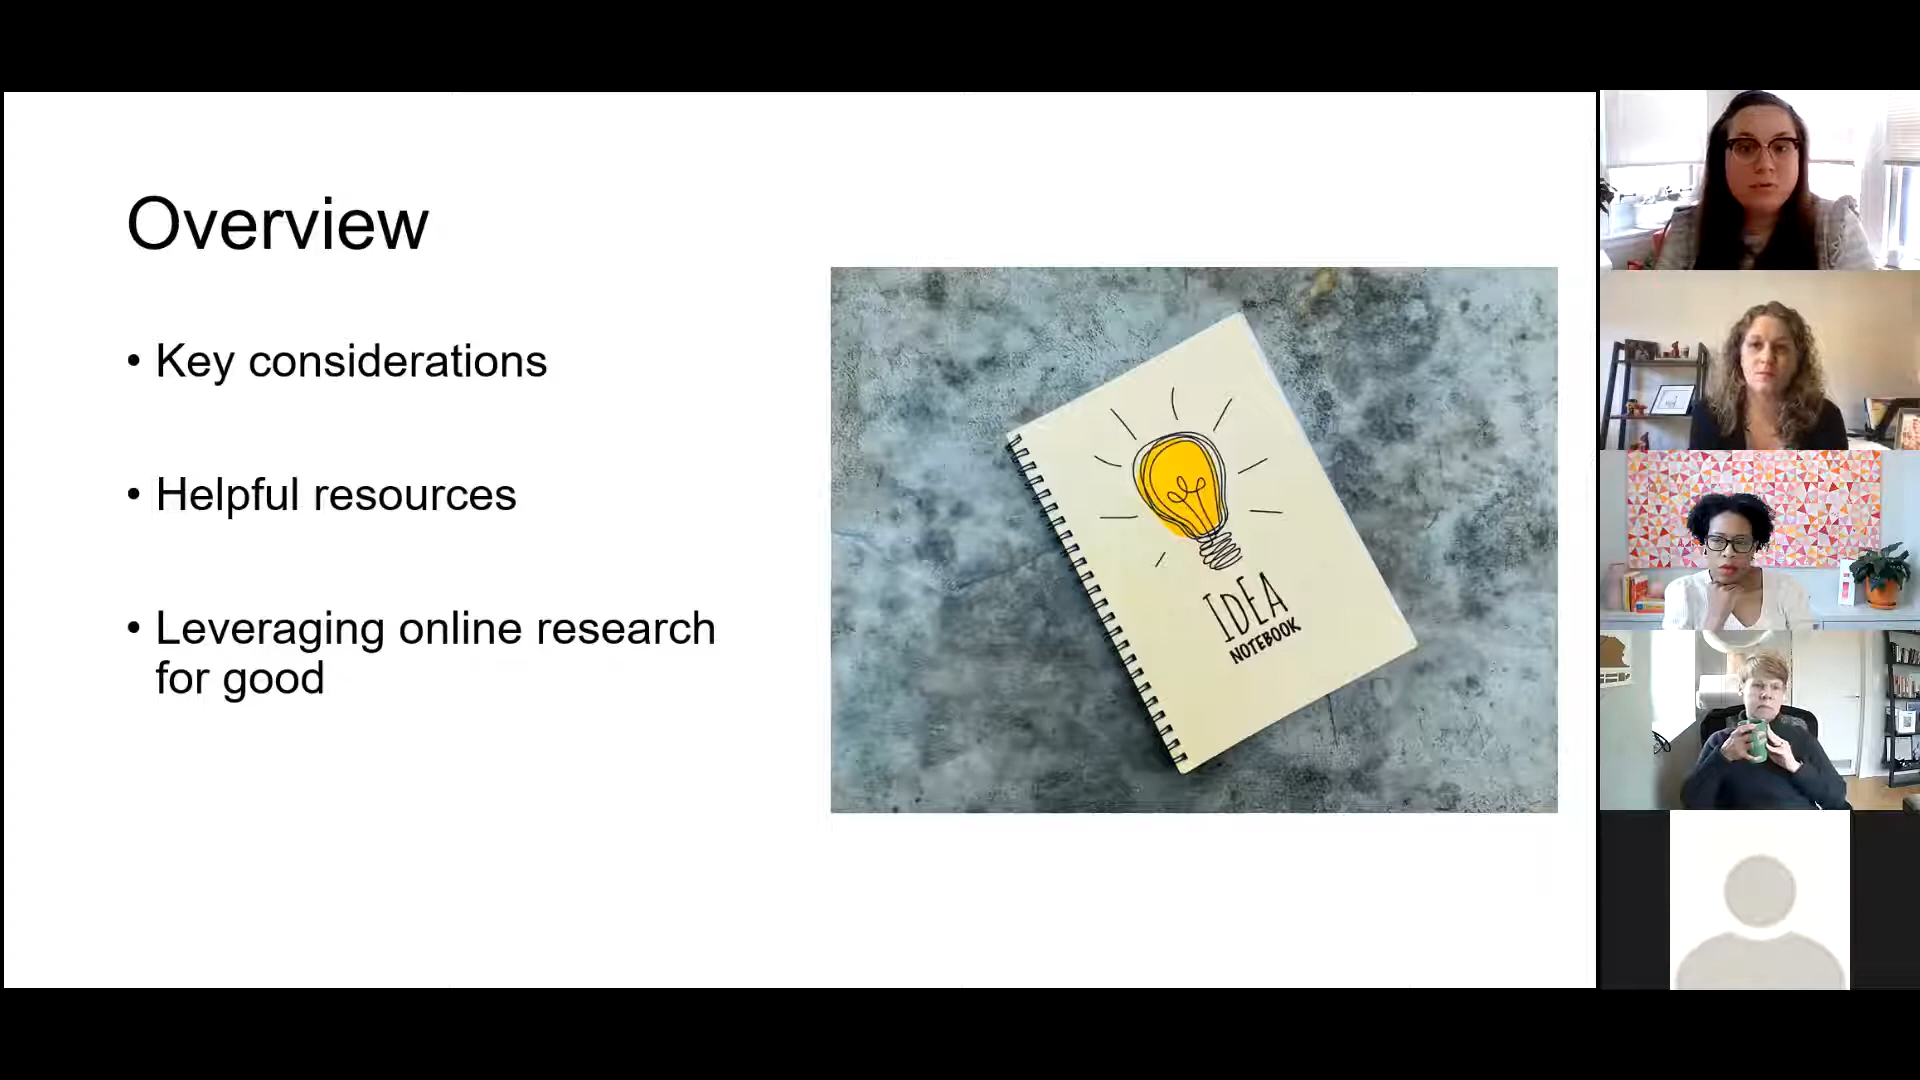 Overview
• Key considerations
• Helpful resources
• Leveraging online research
for good
IDEA
NOTEBOOK